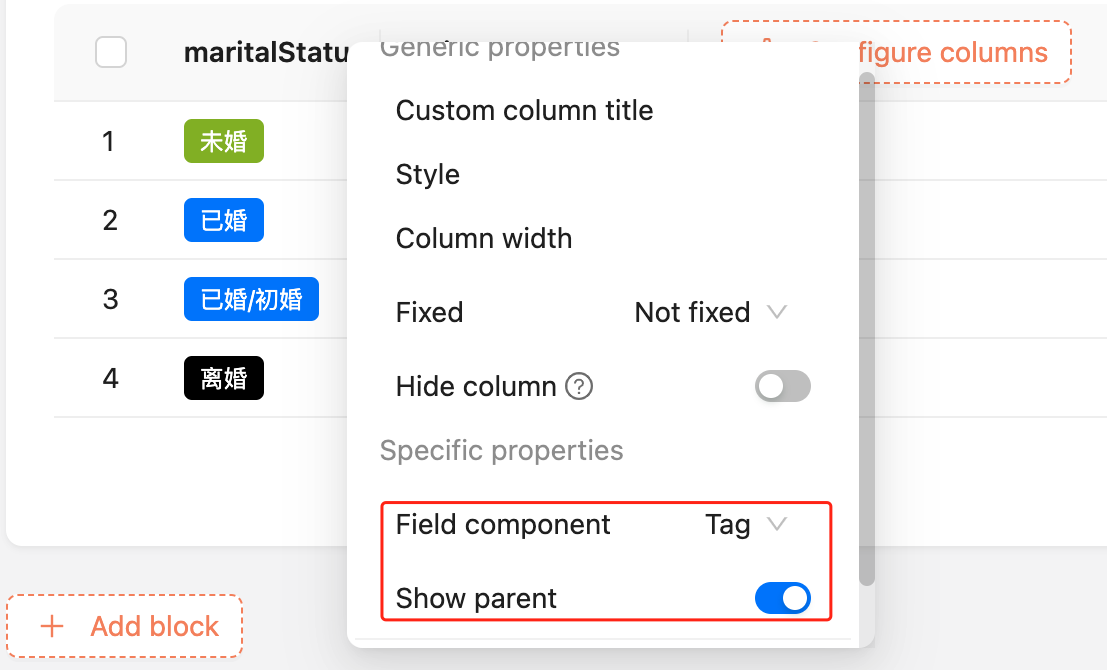 maritalStatu
figure columns
Generic properties
Custom column title
Style
Column width
Fixed
Not fixed
Hide column
?
Specific properties
Field component
Tag
Show parent
1
未婚
2
已婚
3
已婚/初婚
4
离婚
+ Add block